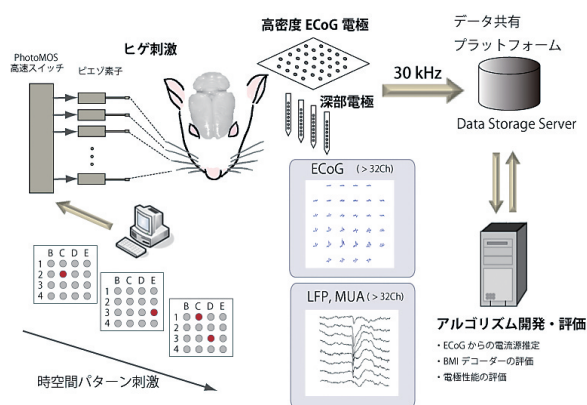 PhotoMOS
高速スイッチ
ピエゾ素子
ヒゲ刺激
高密度 ECoG 電極
深部電極
30 kHz
データ共有
プラットフォーム
Data Storage Server
ECoG (> 32Ch)
LFP, MUA (> 32Ch)
B C D E
1
2
3
4
B C D E
1
2
3
4
B C D E
1
2
3
4
時空間パターン刺激
アルゴリズム開発・評価
・ECoG からの電流源推定
・BMI デコーダーの評価
・電極性能の評価